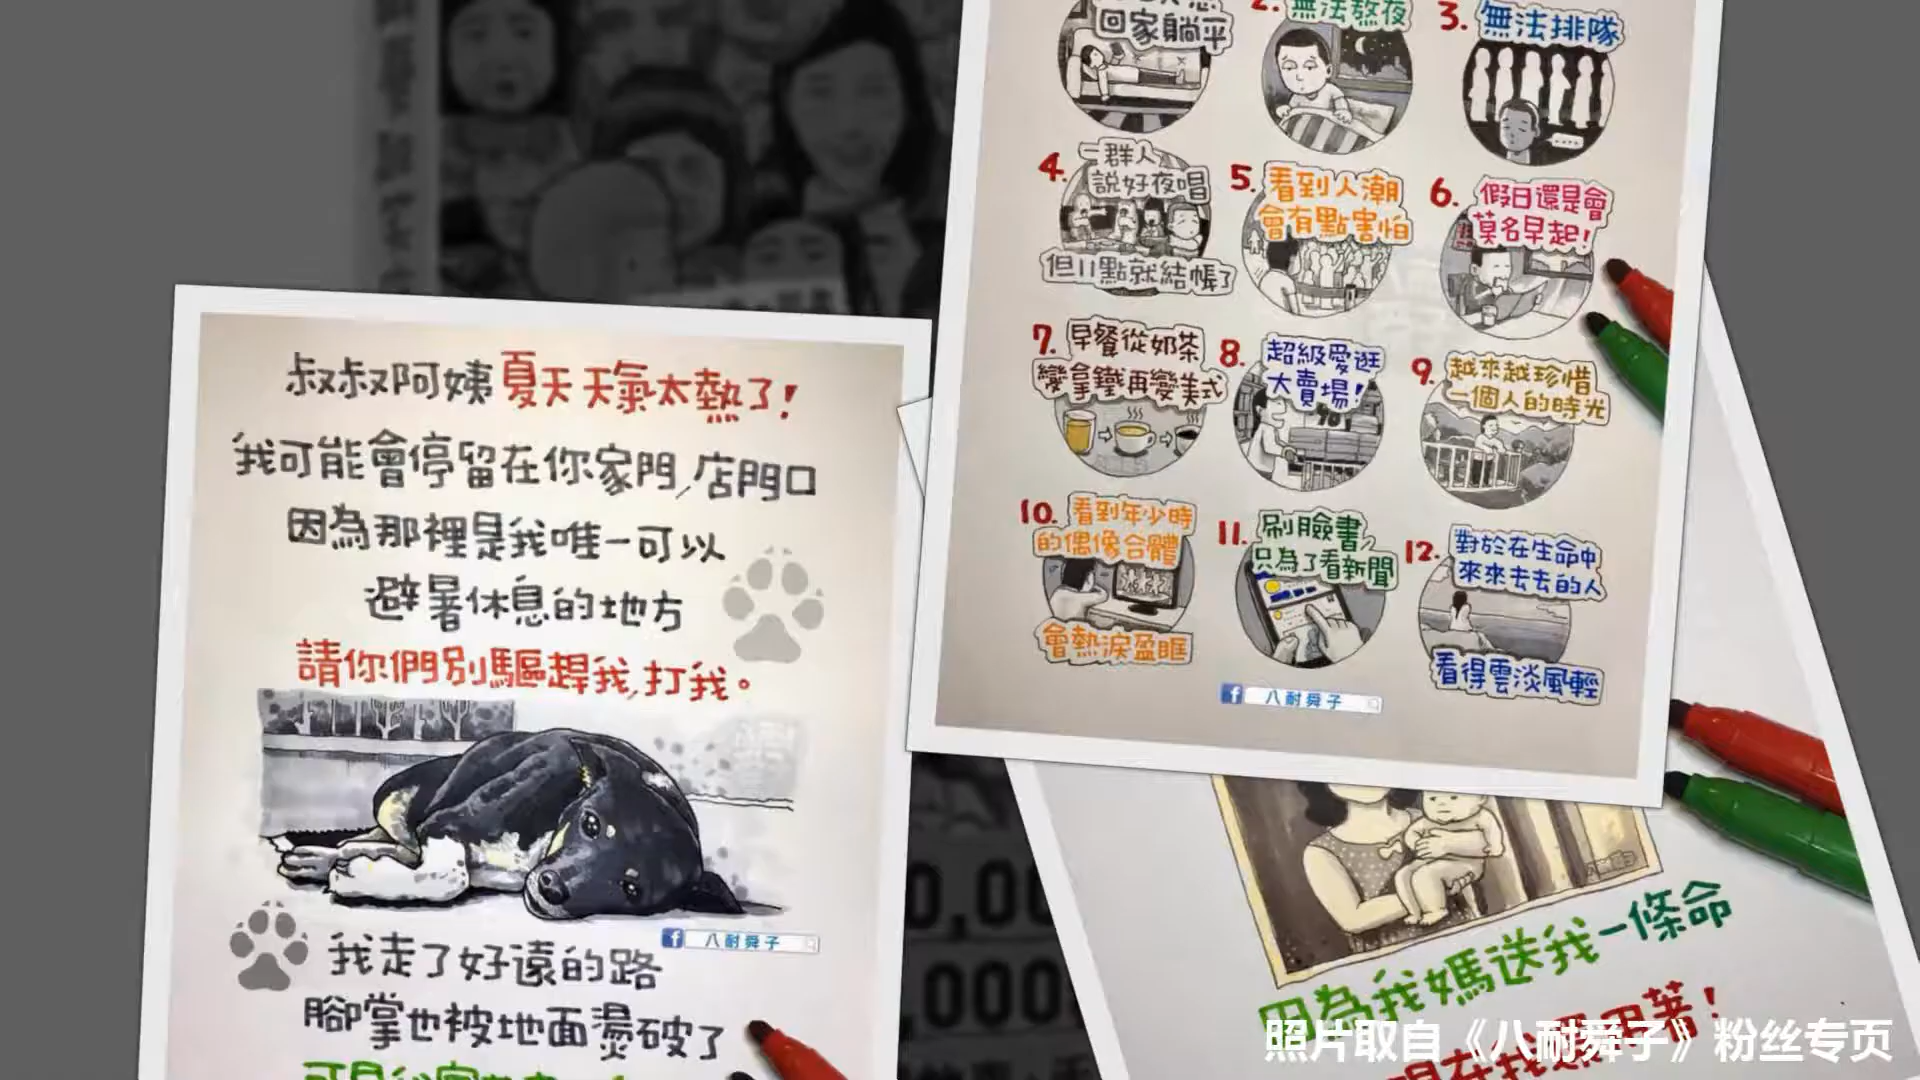 叔叔阿姨夏天天氣太熱了!
我可能會停留在你家門,店門口
因為那裡是我唯一可以
避暑休息的地方
請你們別驅趕我,打我。
八耐舜子
我走了好遠的路
腳掌也被地面燙破了
回家躺平
2. 無法熬夜
3. 無法排隊
4. 一群人
說好夜唱
但11點就結帳了
5. 看到人潮
會有點害怕
6. 假日還是會
莫名早起!
7. 早餐從奶茶
變拿鐵再變美式
8. 超級愛逛
大賣場!
9. 越來越珍惜
一個人的時光
10. 看到年少時
的偶像合體
會熱淚盈眶
11. 刷臉書,
只為了看新聞
12. 對於在生命中
來來去去的人
看得雲淡風輕
八耐舜子
因為我媽送我一條命
照片取自《八耐舜子》粉丝专页